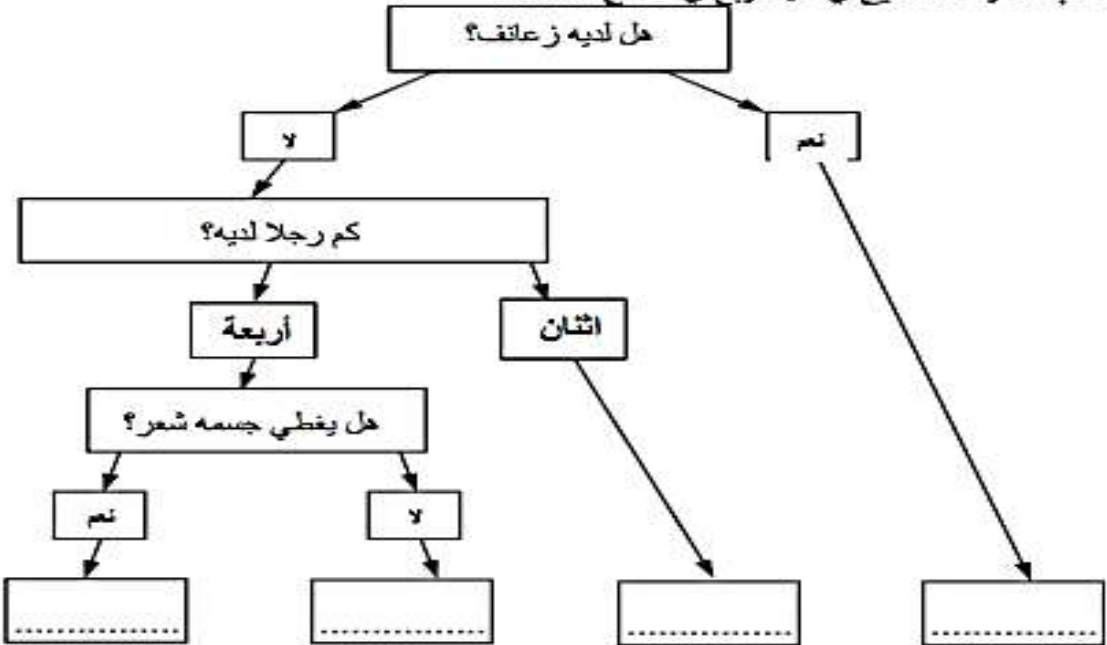 هل لديه زعانف؟
نعم
لا
كم رجلا لديه؟
اثنان
أربعة
هل يغطي جسمه شعر؟
لا
نعم